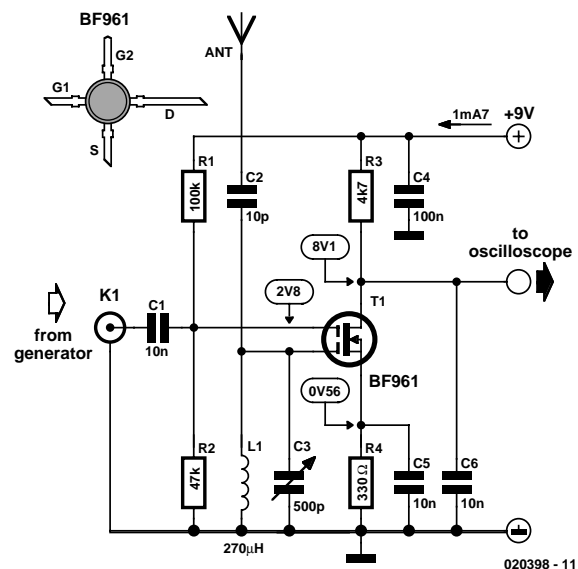 BF961
G2
G1
D
S
ANT
1mA7
+9V
R1
100k
C2
10p
R3
4k7
C4
100n
8V1
to
oscilloscope
2V8
T1
K1
C1
10n
from
generator
BF961
0V56
R2
47k
L1
270µH
C3
500p
R4
330Ω
C5
10n
C6
10n
020398 - 11